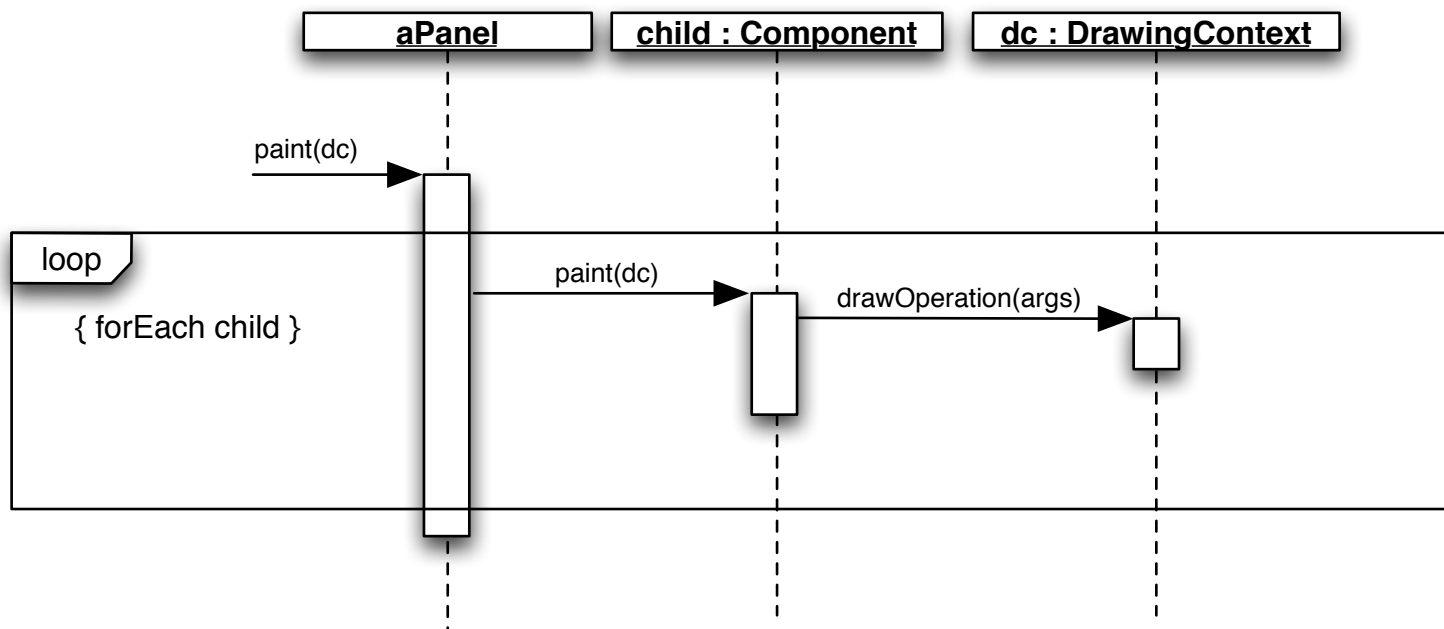 aPanel
child : Component
dc : DrawingContext
paint(dc)
loop
paint(dc)
drawOperation(args)
{ forEach child }